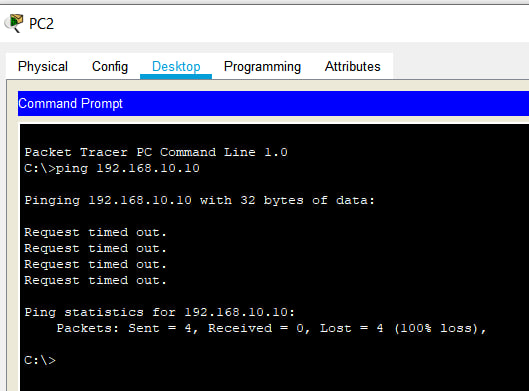 PC2
Physical Config Desktop Programming Attributes
Command Prompt
Packet Tracer PC Command Line 1.0
C:\>ping 192.168.10.10
Pinging 192.168.10.10 with 32 bytes of data:
Request timed out.
Request timed out.
Request timed out.
Request timed out.
Ping statistics for 192.168.10.10:
Packets: Sent = 4, Received = 0, Lost = 4 (100% loss),
C:\>